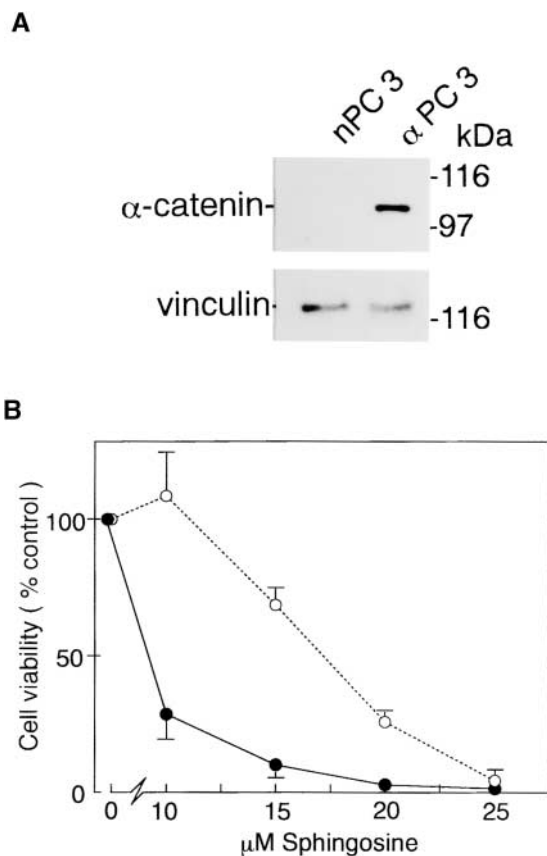 A
nPC 3
α PC 3
kDa
α-catenin-
-116
-97
vinculin-
-116
B
Cell viability ( % control)
100
50
0
0 10 15 20 25
µM Sphingosine